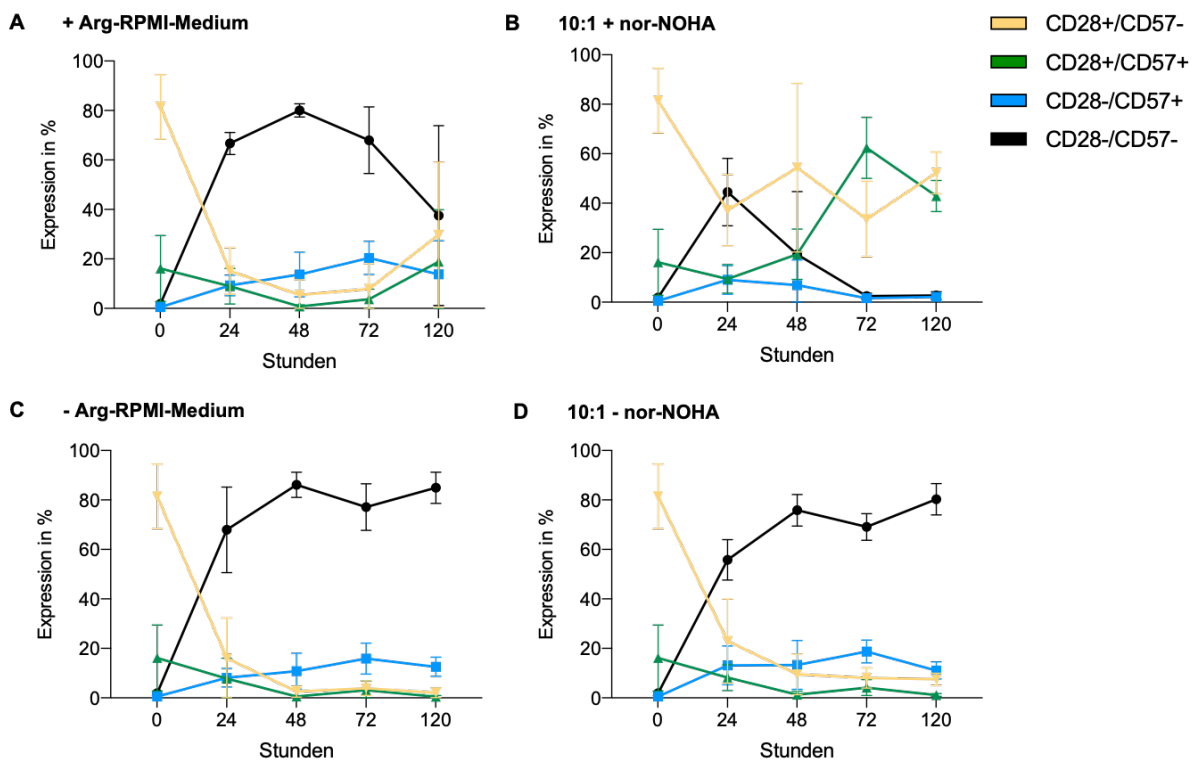 A + Arg-RPMI-Medium
B 10:1 + nor-NOHA
CD28+/CD57-
CD28+/CD57+
CD28-/CD57+
CD28-/CD57-
Expression in %
100
80
60
40
20
0
0 24 48 72 120
Stunden
Expression in %
100
80
60
40
20
0
0 24 48 72 120
Stunden
C - Arg-RPMI-Medium
D 10:1 - nor-NOHA
Expression in %
100
80
60
40
20
0
0 24 48 72 120
Stunden
Expression in %
100
80
60
40
20
0
0 24 48 72 120
Stunden